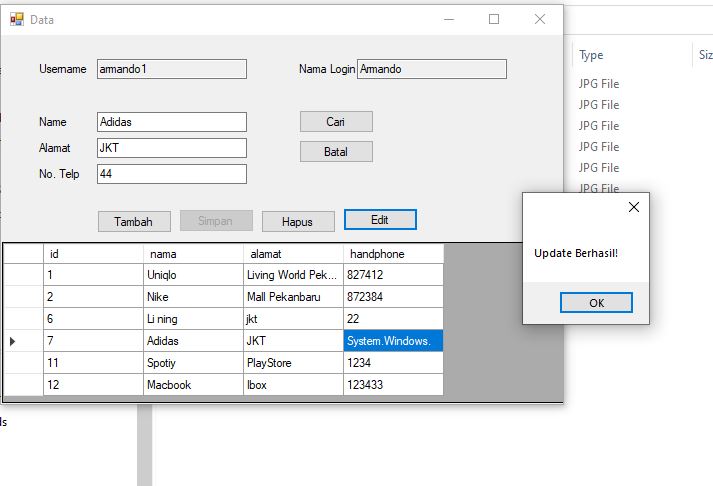 Data
Type
Siz
Username armando1 Nama Login Armando
JPG File
JPG File
Name Adidas Cari
JPG File
Alamat JKT Batal
JPG File
No. Telp 44
JPG File
JPG File
Tambah Simpan Hapus Edit
Update Berhasil!
OK
id nama alamat handphone
1 Uniqlo Living World Pek... 827412
2 Nike Mall Pekanbaru 872384
6 Li ning jkt 22
7 Adidas JKT System.Windows.
11 Spotiy PlayStore 1234
12 Macbook Ibox 123433
ls